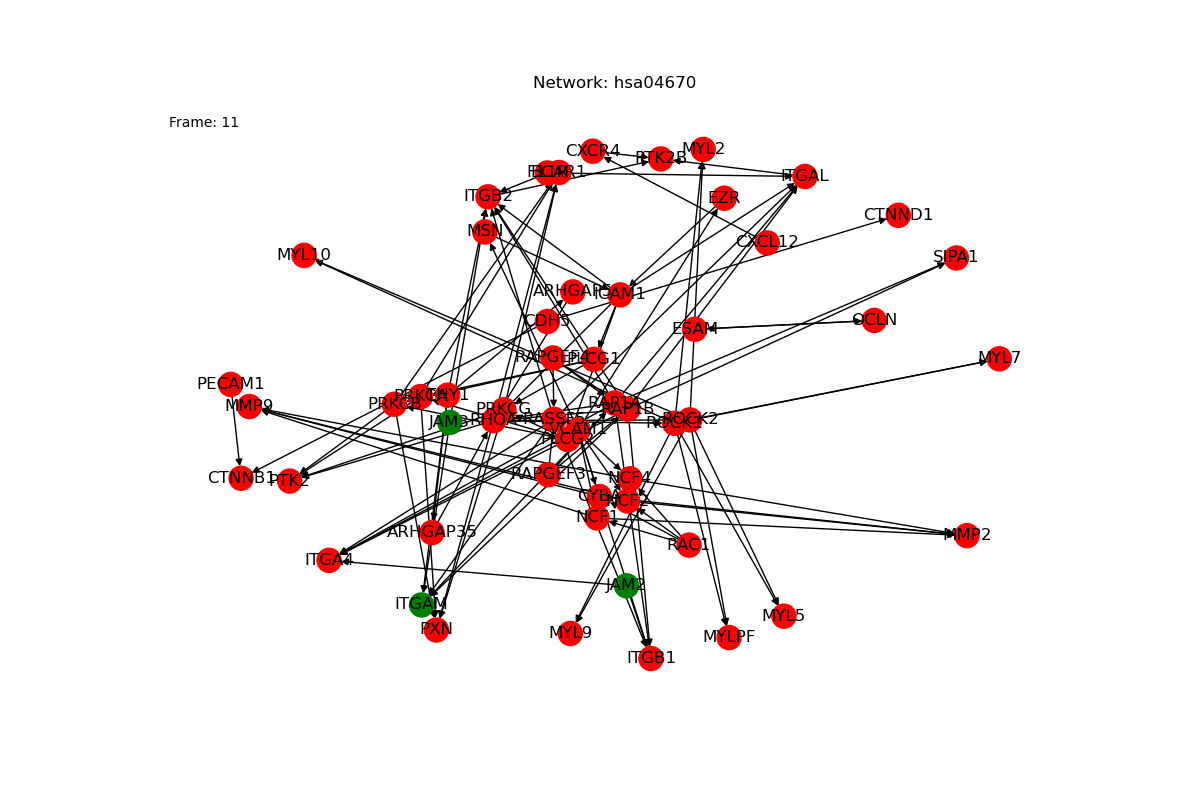 Network: hsa04670
Frame: 11
CXCR4
MYL2
PTK2B
BCAR1
ITGAL
ITGB2
EZR
CTNND1
MSN
CXCL12
MYL10
SIPA1
ARHGAP5
ICAM1
CDH5
OCLN
ESAM
RAPGEF4
PLCG1
MYL7
PECAM1
PRKCA
THY1
PRKCB
MMP9
PRKCG
RAP1A
RAP1B
JAM3
RHOA
RASSF5
ROCK1
ROCK2
VCAM1
PLCG2
CTNNB1
PTK2
RAPGEF3
NCF4
CYBA
NCF2
NCF1
ARHGAP35
MMP2
RAC1
ITGA4
JAM2
ITGAM
PXN
MYL9
MYL5
MYLPF
ITGB1